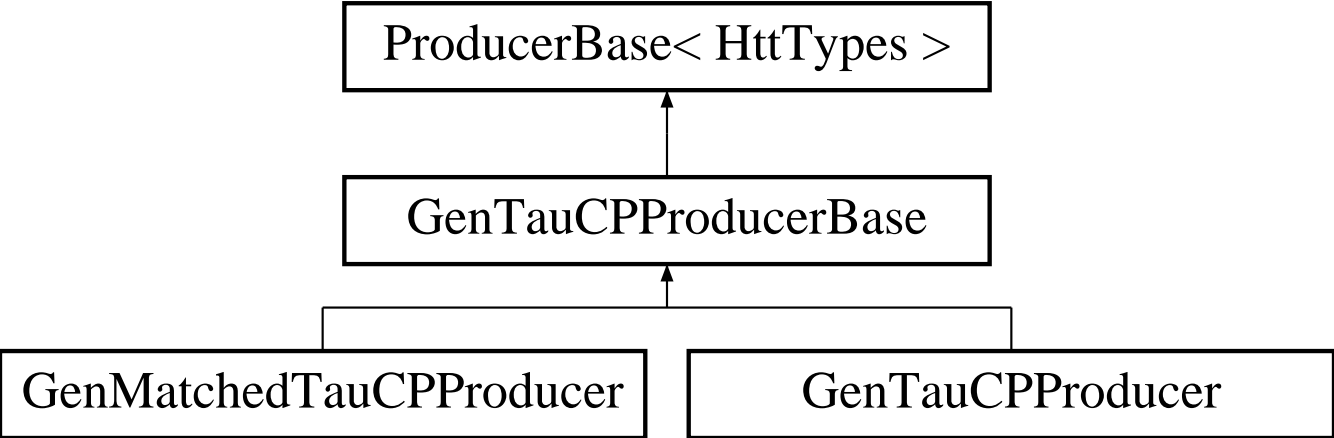 ProducerBase< HttTypes >
GenTauCPProducerBase
GenMatchedTauCPProducer
GenTauCPProducer